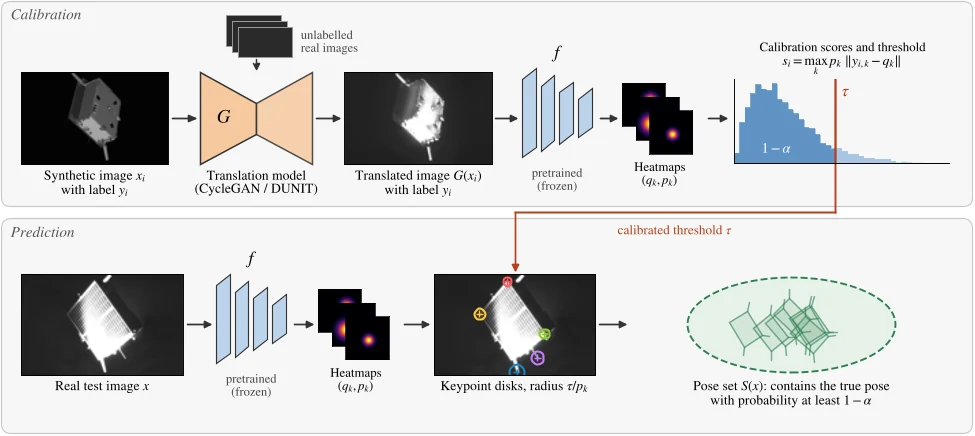 Calibration
unlabelled
real images
G
f
Calibration scores and threshold
s_i = max_k p_k ‖y_{i,k} − q_k‖
τ
1 − α
Synthetic image x_i
with label y_i
Translation model
(CycleGAN / DUNIT)
Translated image G(x_i)
with label y_i
pretrained
(frozen)
Heatmaps
(q_k, p_k)
Prediction
calibrated threshold τ
f
Real test image x
pretrained
(frozen)
Heatmaps
(q_k, p_k)
Keypoint disks, radius τ/p_k
Pose set S(x): contains the true pose
with probability at least 1 − α